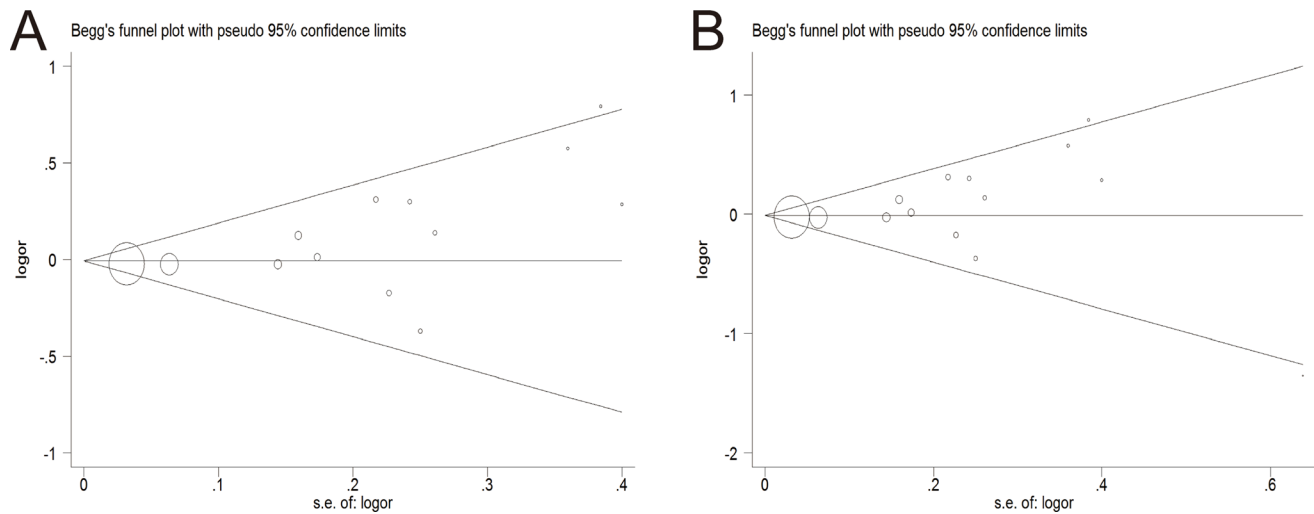 A
Begg's funnel plot with pseudo 95% confidence limits
1
.5
0
-.5
-1
logor
0 .1 .2 .3 .4
s.e. of: logor
B
Begg's funnel plot with pseudo 95% confidence limits
1
0
-1
-2
logor
0 .2 .4 .6
s.e. of: logor